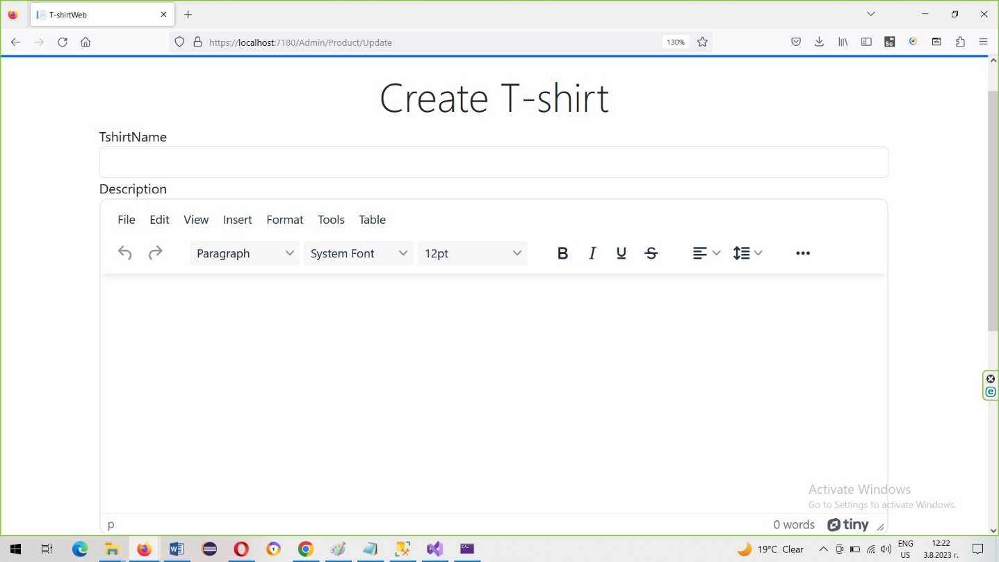 T-shirtWeb
https://localhost:7180/Admin/Product/Update
130%
Se
Create T-shirt
TshirtName
Description
File Edit View Insert Format Tools Table
Paragraph System Font 12pt B I U S
Activate Windows
Go to Settings to activate Windows.
p 0 words tiny
19°C Clear
ENG
US
12:22
3.8.2023 г.